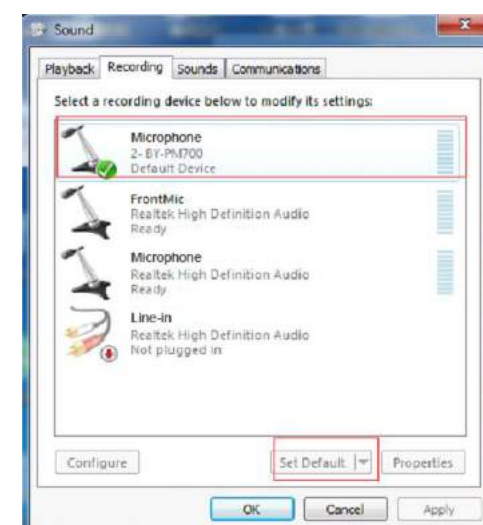 Sound
Playback Recording Sounds Communications
Select a recording device below to modify its settings:
Microphone
2- BY-PM700
Default Device
FrontMic
Realtek High Definition Audio
Ready
Microphone
Realtek High Definition Audio
Ready
Line-in
Realtek High Definition Audio
Not plugged in
Configure Set Default Properties
OK Cancel Apply